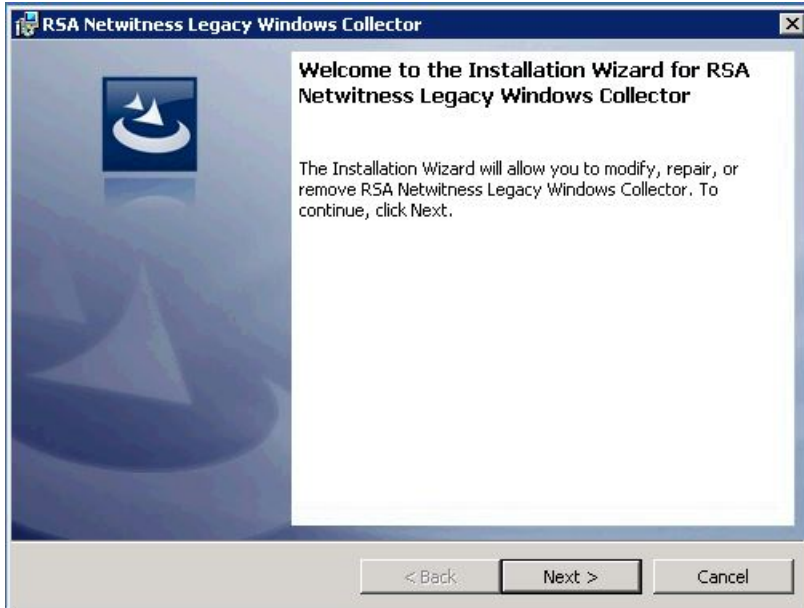 RSA Netwitness Legacy Windows Collector
Welcome to the Installation Wizard for RSA
Netwitness Legacy Windows Collector
The Installation Wizard will allow you to modify, repair, or
remove RSA Netwitness Legacy Windows Collector. To
continue, click Next.
< Back
Next >
Cancel